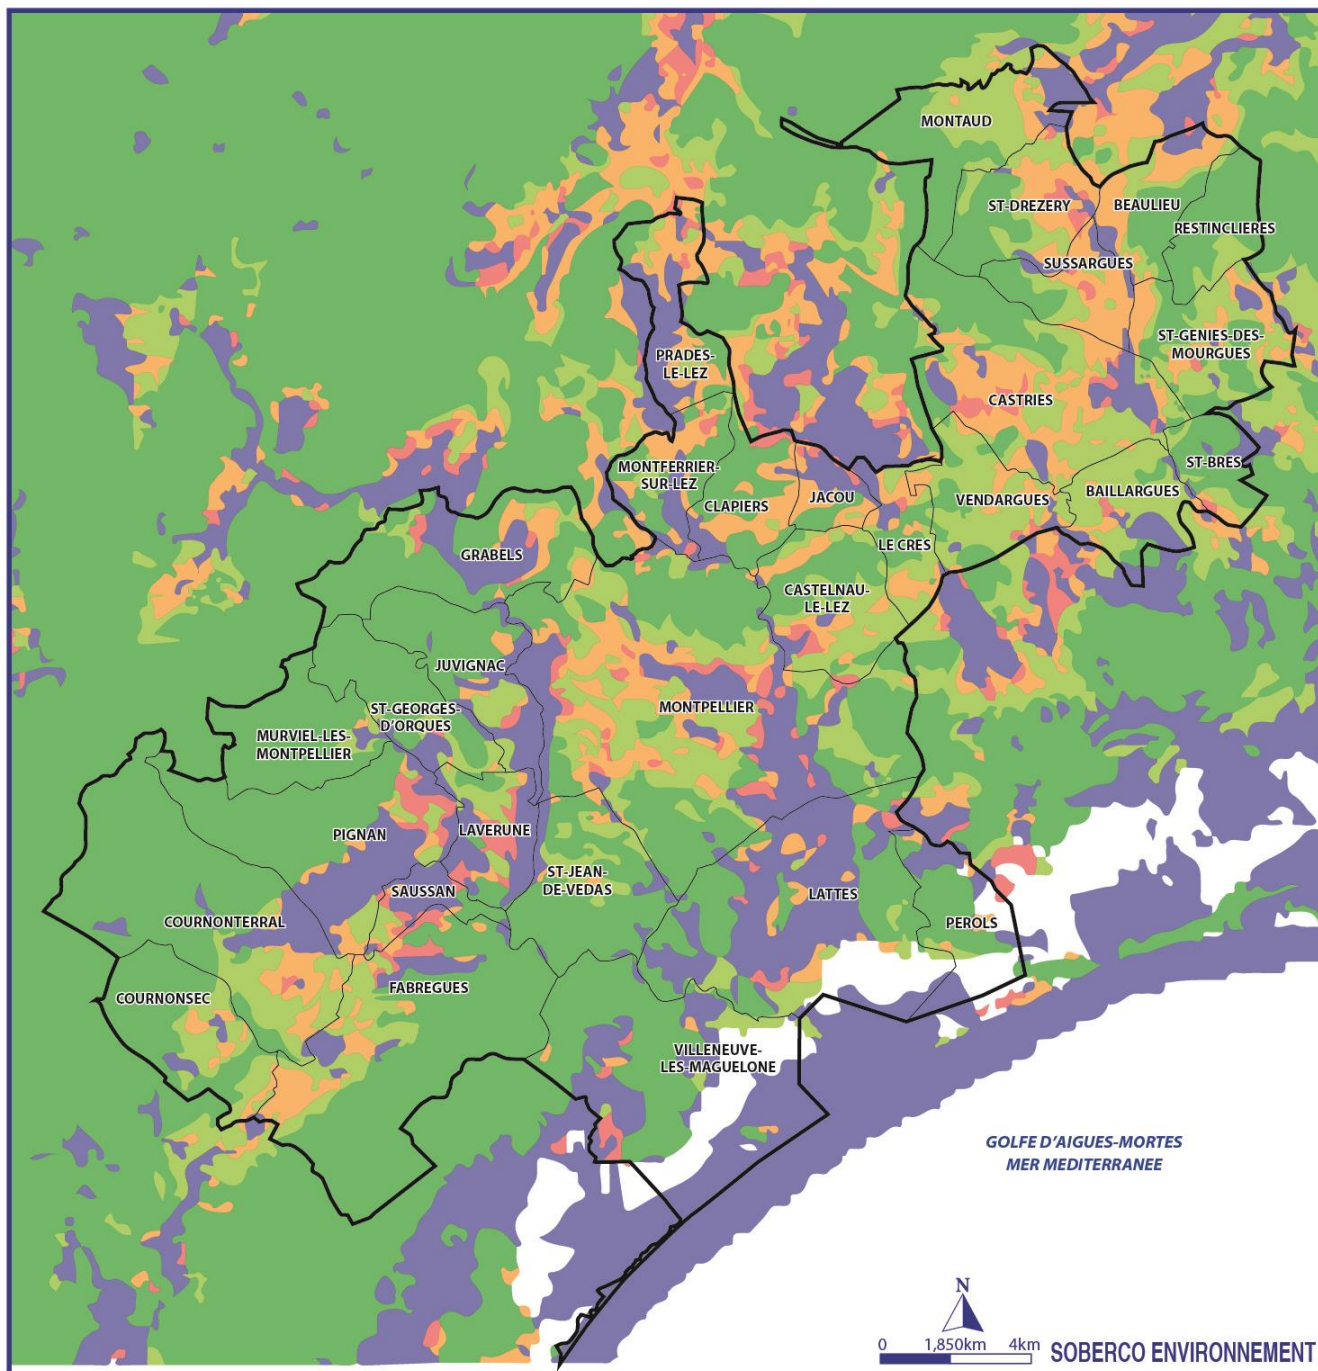 MONTAUD
ST-DREZERY
BEAULIEU
RESTINCLIERES
SUSSARGUES
ST-GENIES-DES-
MOURGUES
PRADES-
LE-LEZ
CASTRIES
MONTFERRIER-
SUR-LEZ
ST-BRES
CLAPIERS
JACOU
VENDARGUES
BAILLARGUES
GRABELS
LE CRES
CASTELNAU-
LE-LEZ
JUVIGNAC
ST-GEORGES-
D'ORQUES
MONTPELLIER
MURVIEL-LES-
MONTPELLIER
PIGNAN
LAVERUNE
ST-JEAN-
DE-VEDAS
SAUSSAN
LATTES
COURNONTERRAL
PEROLS
FABREGUES
COURNONSEC
VILLENEUVE-
LES-MAGUELONE
GOLFE D'AIGUES-MORTES
MER MEDITERRANEE
N
0 1,850km 4km
SOBERCO ENVIRONNEMENT